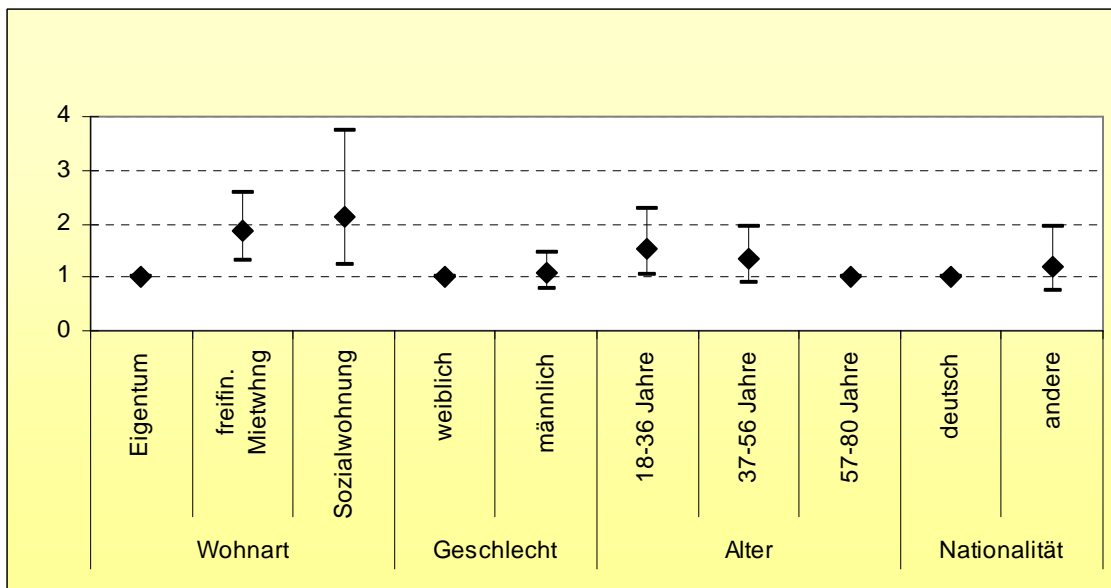 4
3
2
1
0
Eigentum
freifin.
Mietwhng
Sozialwohnung
weiblich
männlich
18-36 Jahre
37-56 Jahre
57-80 Jahre
deutsch
andere
Wohnart
Geschlecht
Alter
Nationalität